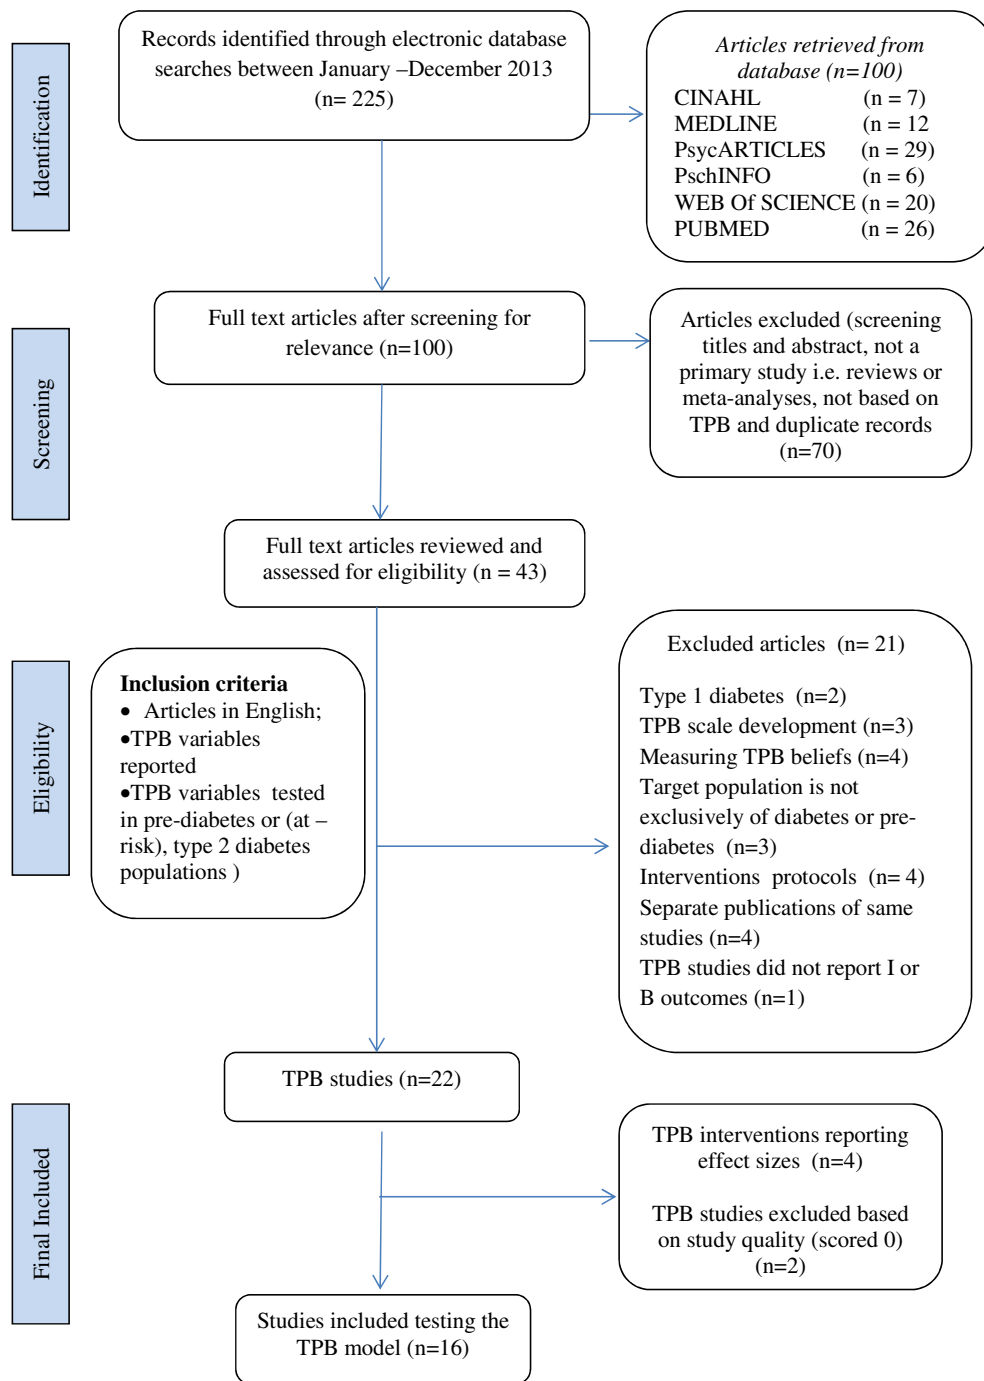 Identification
Records identified through electronic database
searches between January –December 2013
(n= 225)
Articles retrieved from
database (n=100)
CINAHL (n = 7)
MEDLINE (n = 12
PsycARTICLES (n = 29)
PschINFO (n = 6)
WEB Of SCIENCE (n = 20)
PUBMED (n = 26)
Screening
Full text articles after screening for
relevance (n=100)
Articles excluded (screening
titles and abstract, not a
primary study i.e. reviews or
meta-analyses, not based on
TPB and duplicate records
(n=70)
Full text articles reviewed and
assessed for eligibility (n = 43)
Eligibility
Inclusion criteria
• Articles in English;
•TPB variables
reported
•TPB variables tested
in pre-diabetes or (at –
risk), type 2 diabetes
populations )
Excluded articles (n= 21)
Type 1 diabetes (n=2)
TPB scale development (n=3)
Measuring TPB beliefs (n=4)
Target population is not
exclusively of diabetes or pre-
diabetes (n=3)
Interventions protocols (n= 4)
Separate publications of same
studies (n=4)
TPB studies did not report I or
B outcomes (n=1)
TPB studies (n=22)
Final Included
TPB interventions reporting
effect sizes (n=4)
TPB studies excluded based
on study quality (scored 0)
(n=2)
Studies included testing the
TPB model (n=16)